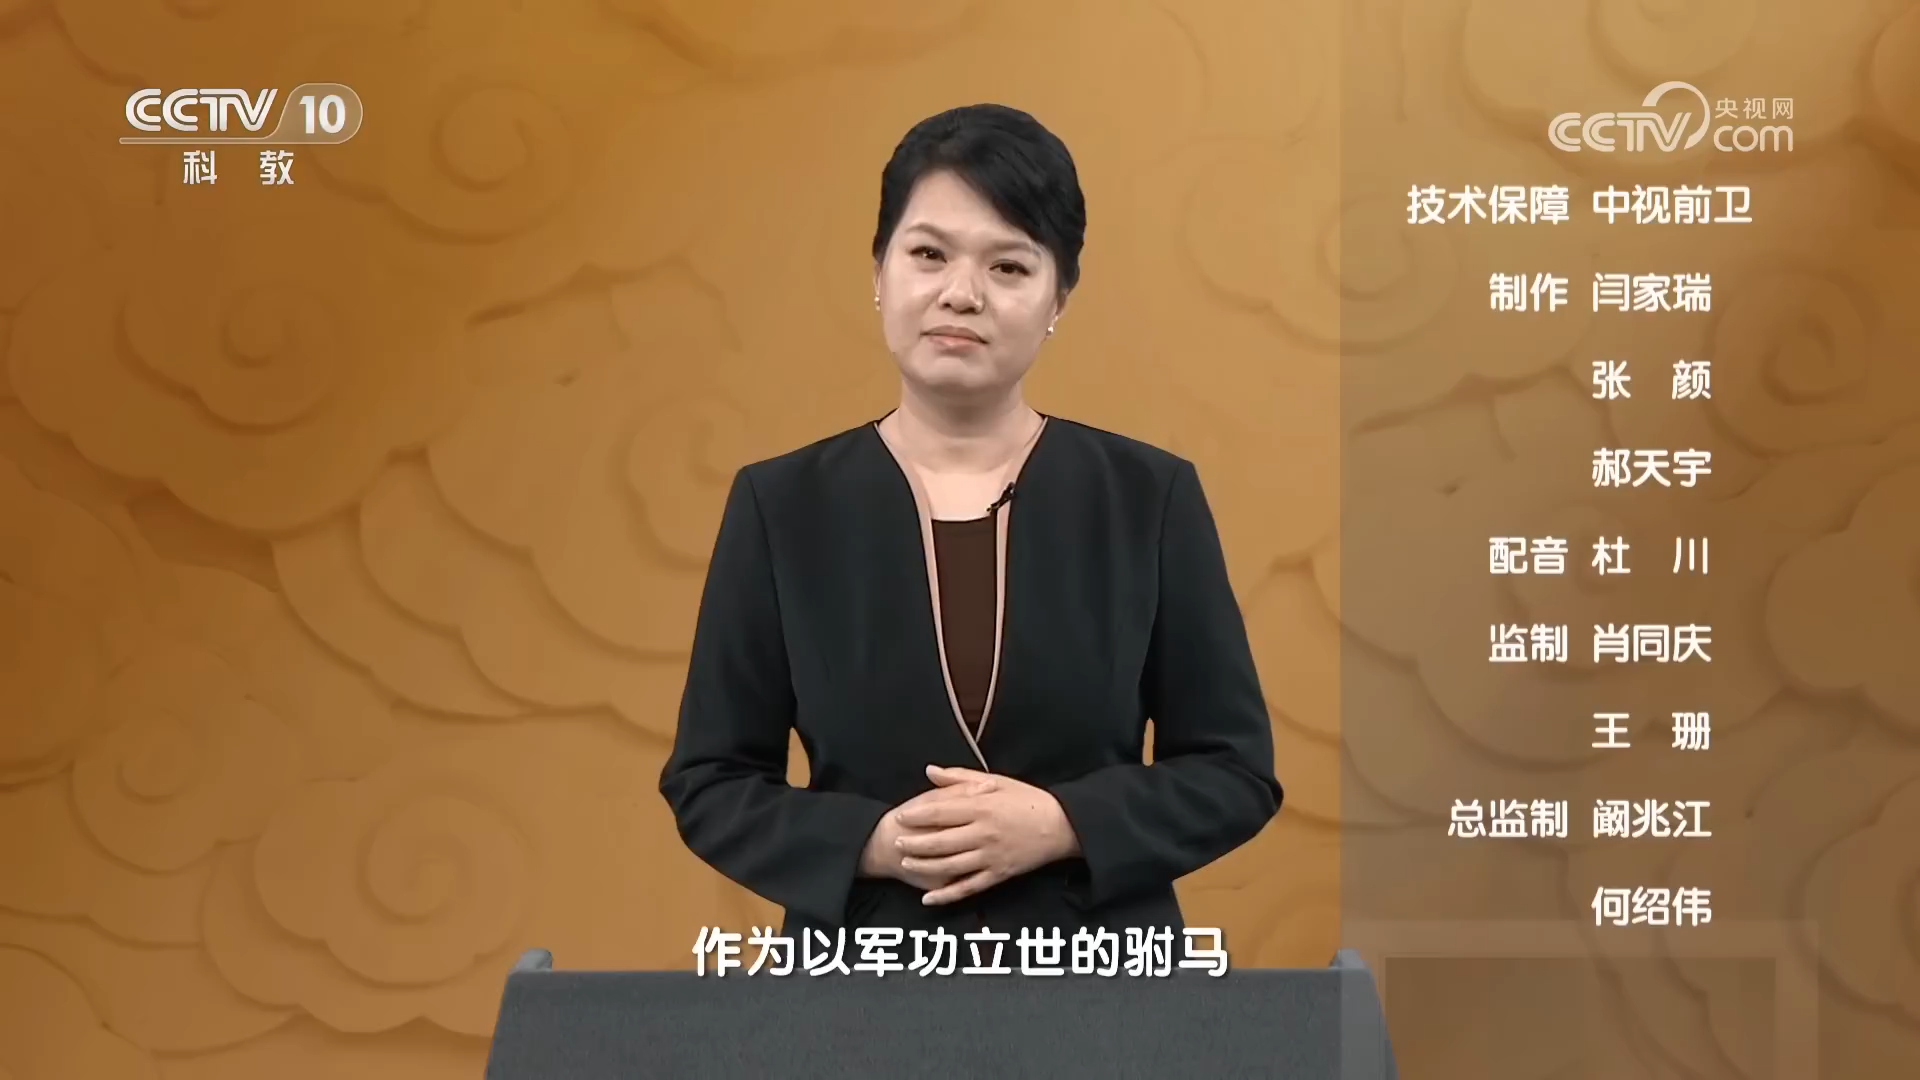 CCTV 10
科 教
央视网
CCTV com
技术保障 中视前卫
制作 闫家瑞
张 颜
郝天宇
配音 杜 川
监制 肖同庆
王 珊
总监制 阚兆江
何绍伟
作为以军功立世的驸马